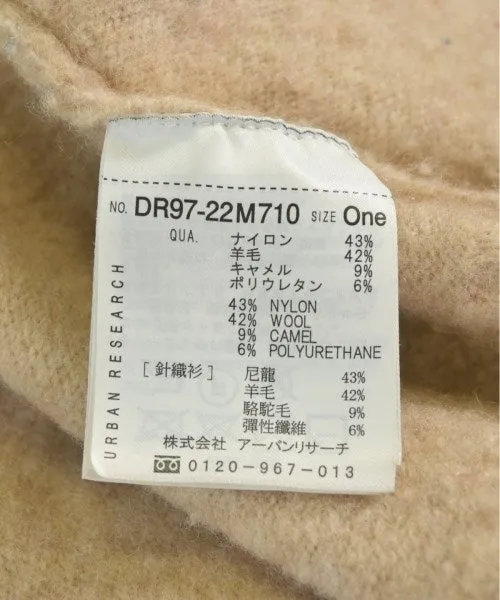 NO. DR97-22M710 SIZE One
QUA. ナイロン 43%
羊毛 42%
キャメル 9%
ポリウレタン 6%
43% NYLON
42% WOOL
9% CAMEL
6% POLYURETHANE
[針織衫] 尼龍 43%
羊毛 42%
駱駝毛 9%
彈性纖維 6%
株式会社 アーバンリサーチ
0120-967-013
URBAN RESEARCH